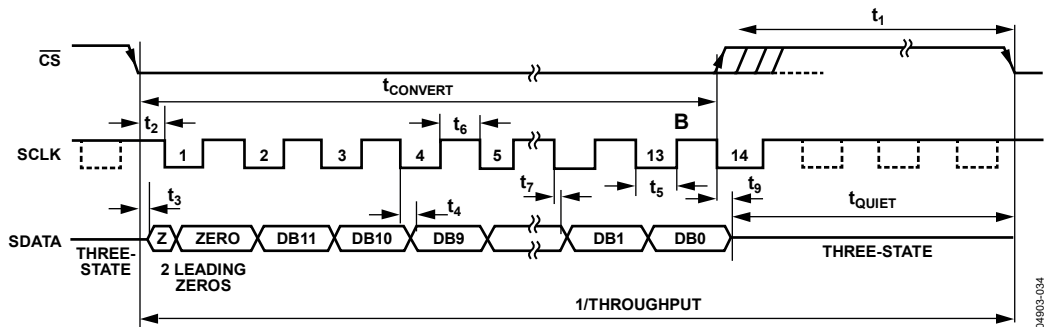 t1
CS
tCONVERT
t2
t6
B
SCLK
1
2
3
4
5
13
14
t3
t4
t7
t5
t9
tQUIET
SDATA
Z
ZERO
DB11
DB10
DB9
DB1
DB0
THREE-
STATE
2 LEADING
ZEROS
THREE-STATE
1/THROUGHPUT
04903-034